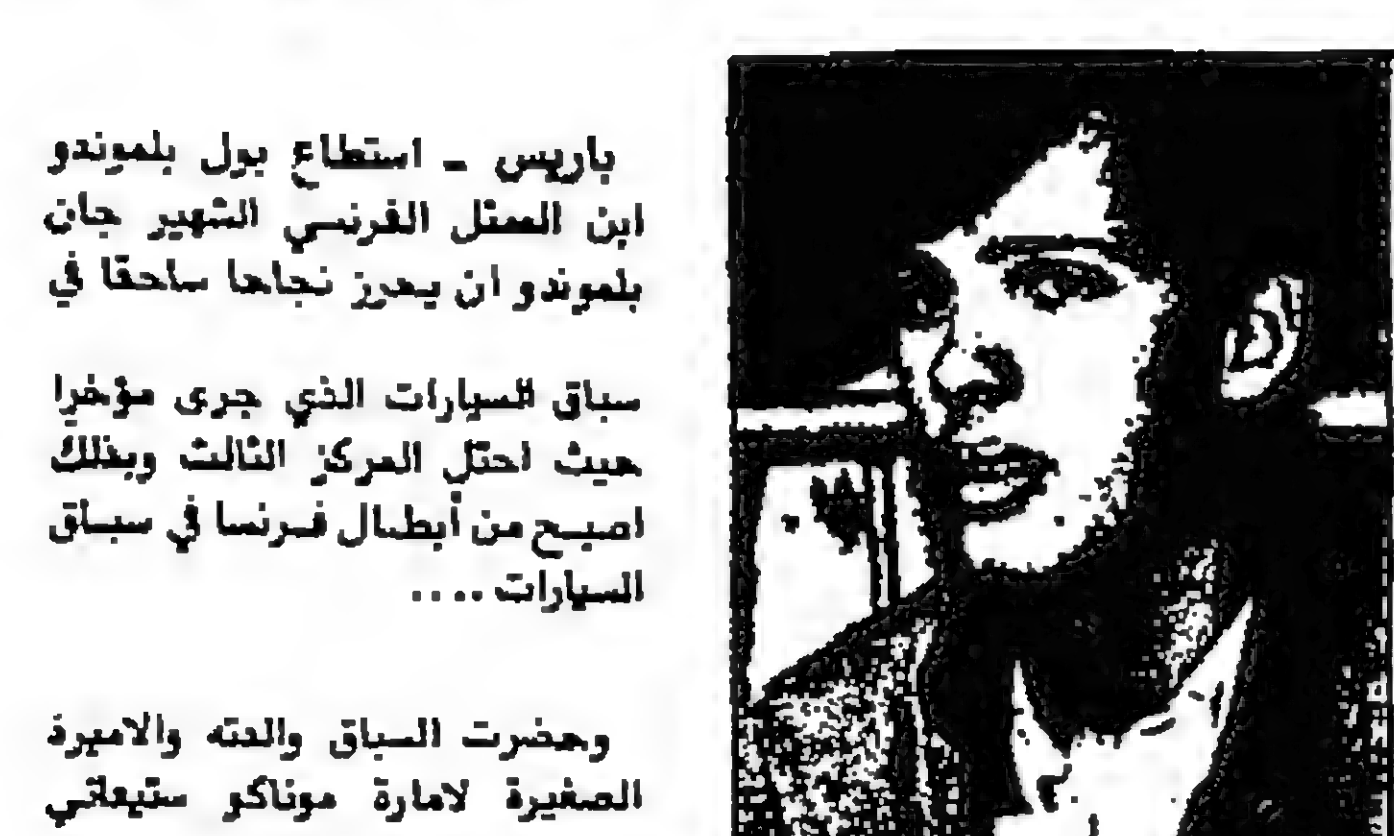 باريس ـ استطاع بول بلموندو
ابن الممثل الفرنسي الشهير جان
بلموندو ان يحرز نجاحا ساحقا في
سباق السيارات الذي جرى مؤخرا
حيث احتل المركز الثالث وبذلك
اصبح من أبطال فرنسا في سباق
السيارات ....
وحضرت السباق والدته والاميرة
الصغيرة لامارة موناكو ستيفاني